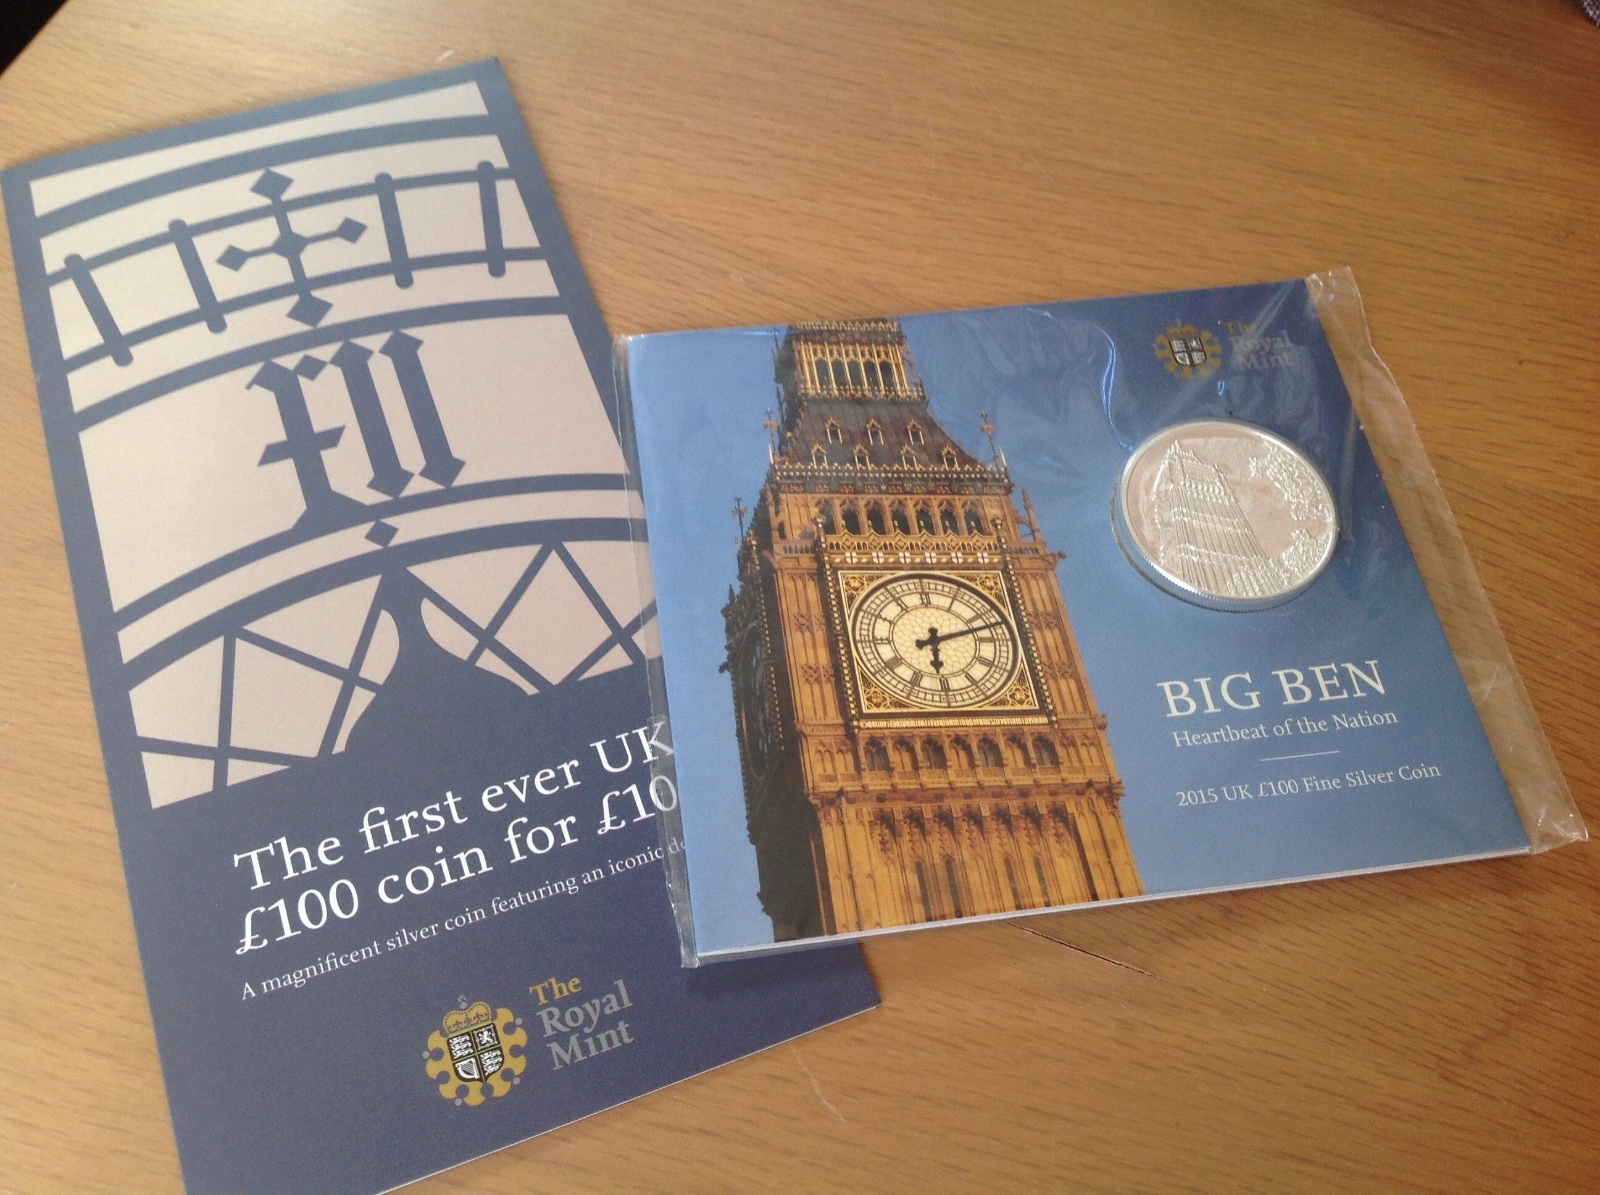 The first ever UK
£100 coin for £10
A magnificent silver coin featuring an iconic
The
Royal
Mint
The
Royal
Mint
BIG BEN
Heartbeat of the Nation
2015 UK £100 Fine Silver Coin